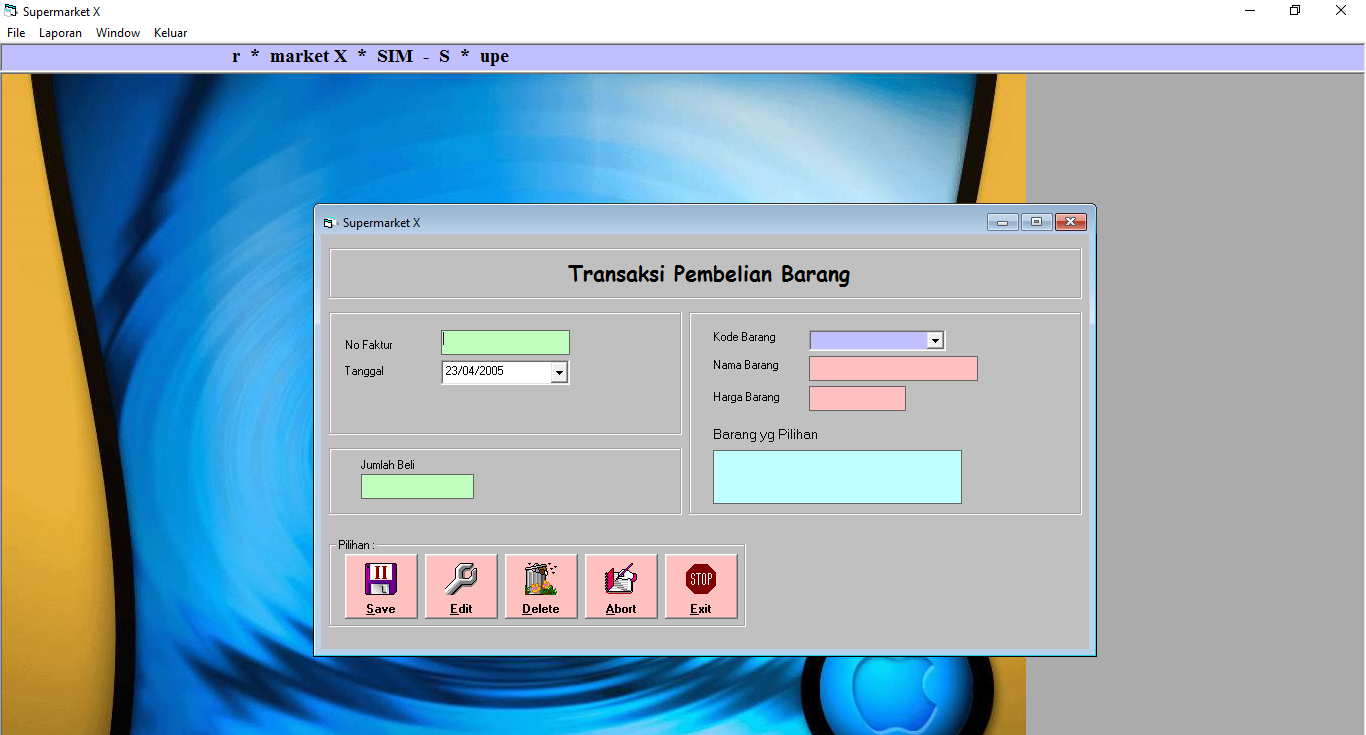 Supermarket X
File Laporan Window Keluar
r * market X * SIM - S * upe
Supermarket X
Transaksi Pembelian Barang
No Faktur
Tanggal 23/04/2005
Jumlah Beli
Kode Barang
Nama Barang
Harga Barang
Barang yg Pilihan
Pilihan :
Save Edit Delete Abort STOP Exit